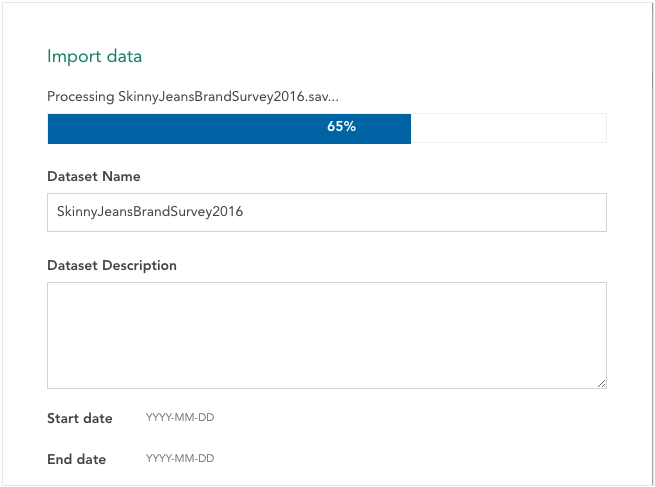 Import data
Processing SkinnyJeansBrandSurvey2016.sav...
65%
Dataset Name
SkinnyJeansBrandSurvey2016
Dataset Description
Start date YYYY-MM-DD
End date YYYY-MM-DD